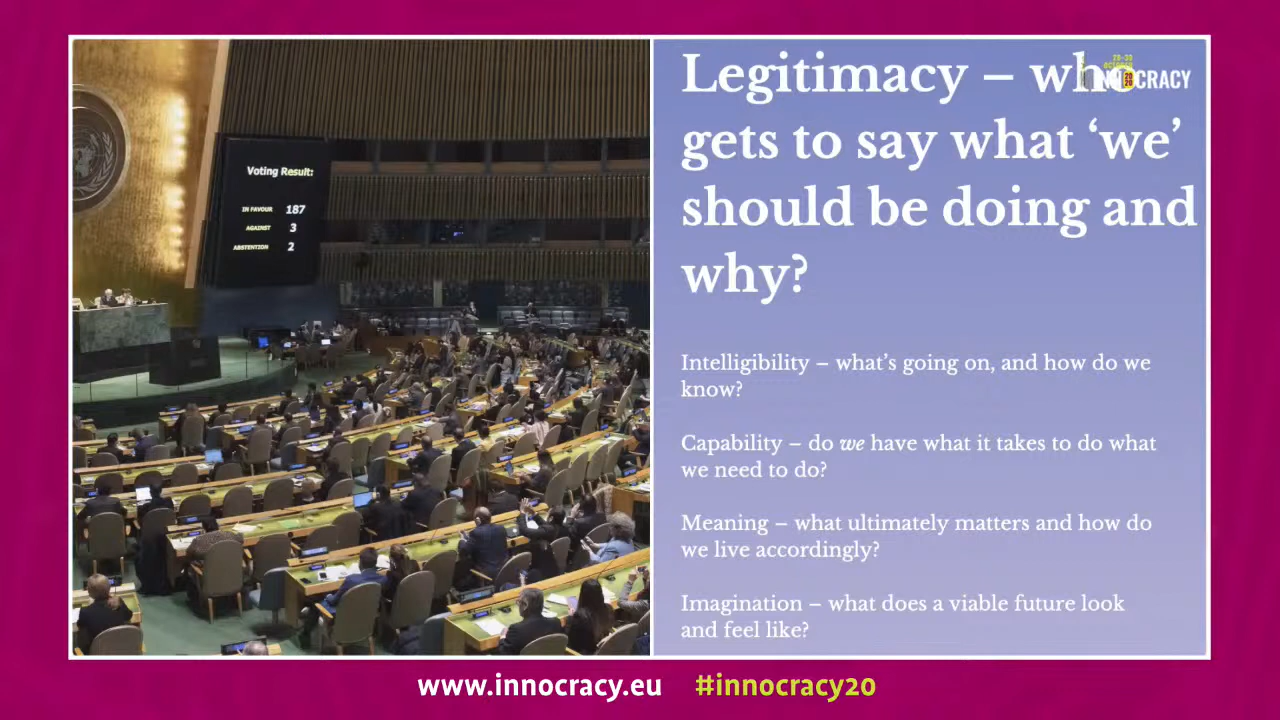 Voting Result:
IN FAVOUR 187
AGAINST 3
ABSTENTION 2
Legitimacy – who
gets to say what ‘we’
should be doing and
why?
20
20
INNOCRACY
Intelligibility – what’s going on, and how do we
know?
Capability – do we have what it takes to do what
we need to do?
Meaning – what ultimately matters and how do
we live accordingly?
Imagination – what does a viable future look
and feel like?
www.innocracy.eu #innocracy20